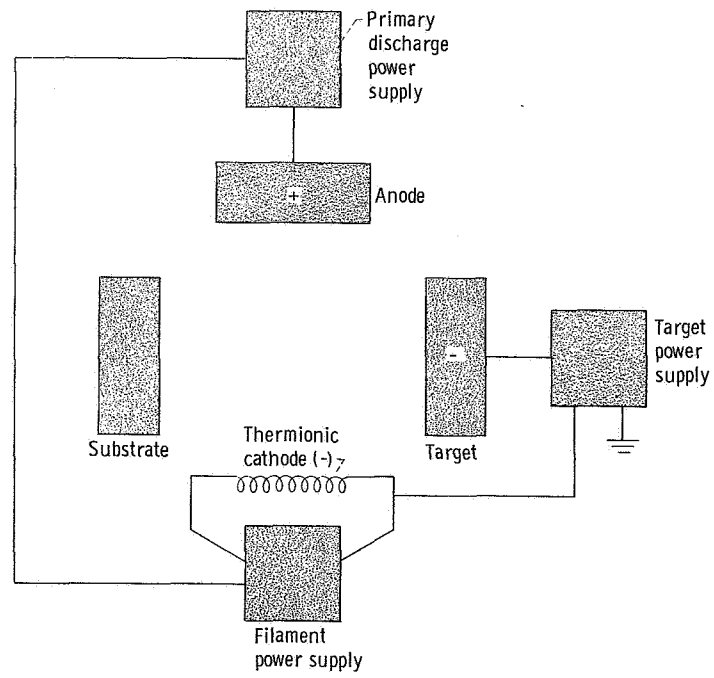 Primary
discharge
power
supply
+
Anode
-
Target
power
supply
Substrate
Thermionic
cathode (-)
Target
Filament
power supply